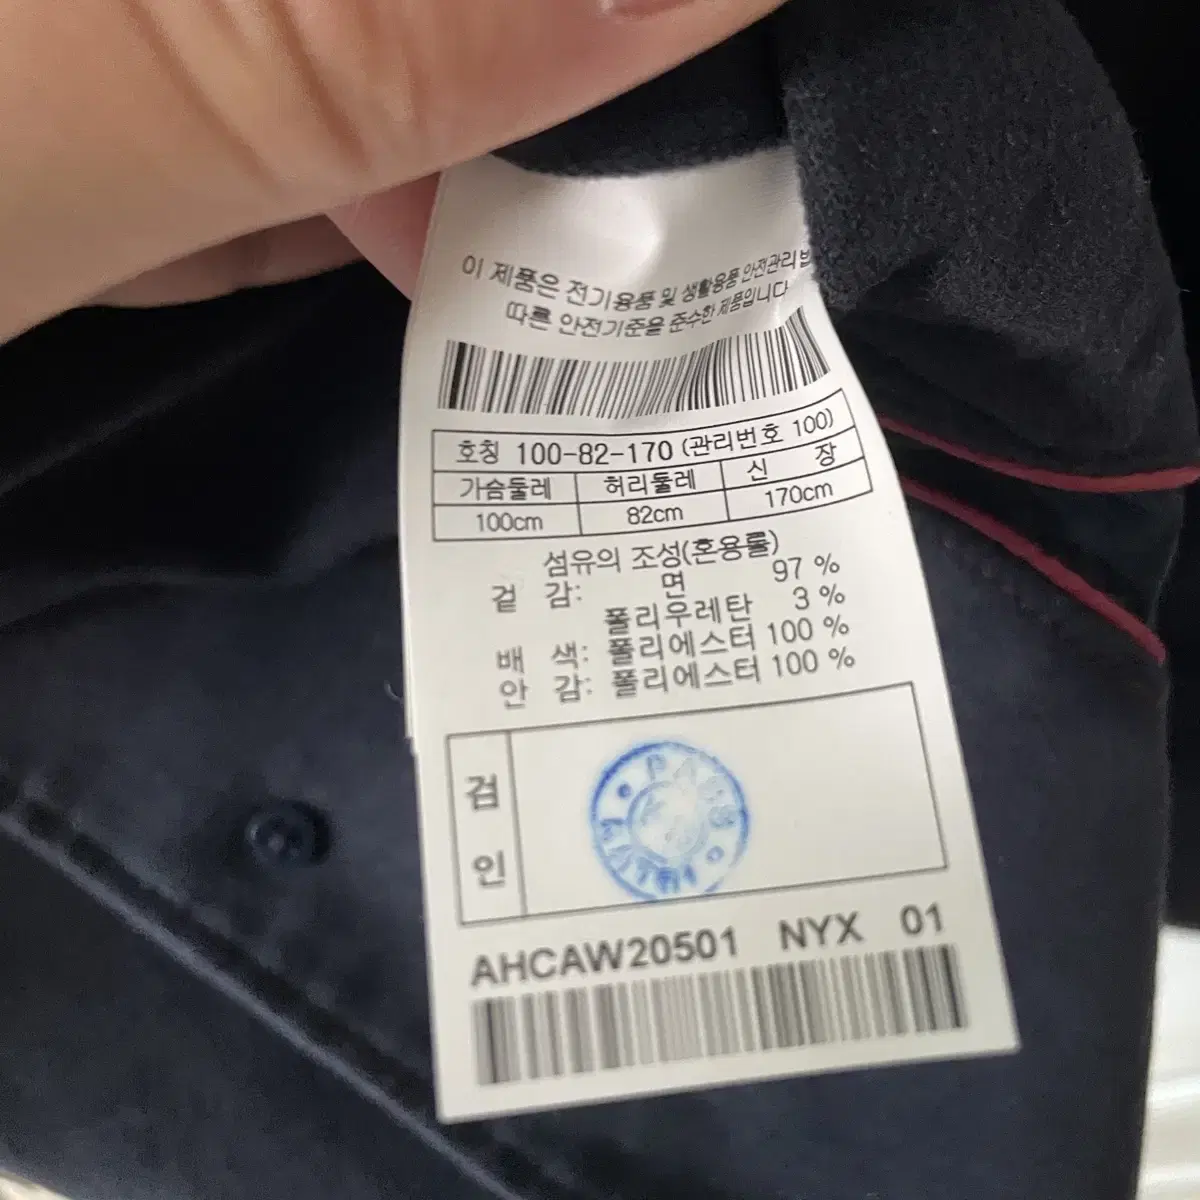 이 제품은 전기용품 및 생활용품 안전관리법
따른 안전기준을 준수한 제품입니다
호칭 100-82-170 (관리번호 100)
가슴둘레 허리둘레 신 장
100cm 82cm 170cm
섬유의 조성(혼용률)
겉 감: 면 97 %
폴리우레탄 3 %
배 색: 폴리에스터 100 %
안 감: 폴리에스터 100 %
검
인
PASS
AHCAW20501 NYX 01